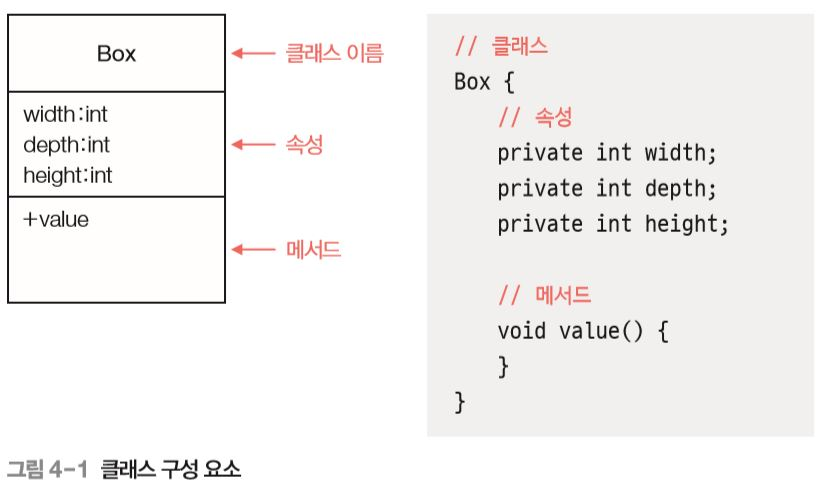 Box
클래스 이름
width:int
depth:int
height:int
속성
+value
메서드
// 클래스
Box {
// 속성
private int width;
private int depth;
private int height;
// 메서드
void value() {
}
}
그림 4-1 클래스 구성 요소